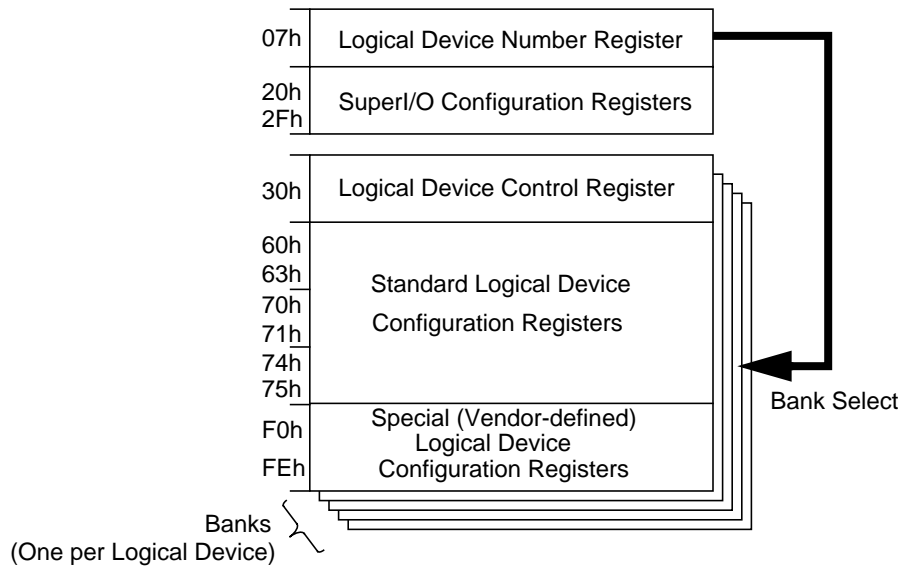 07h
Logical Device Number Register
20h
2Fh
SuperI/O Configuration Registers
30h
Logical Device Control Register
60h
63h
70h
71h
74h
75h
Standard Logical Device
Configuration Registers
Bank Select
F0h
FEh
Special (Vendor-defined)
Logical Device
Configuration Registers
Banks
(One per Logical Device)